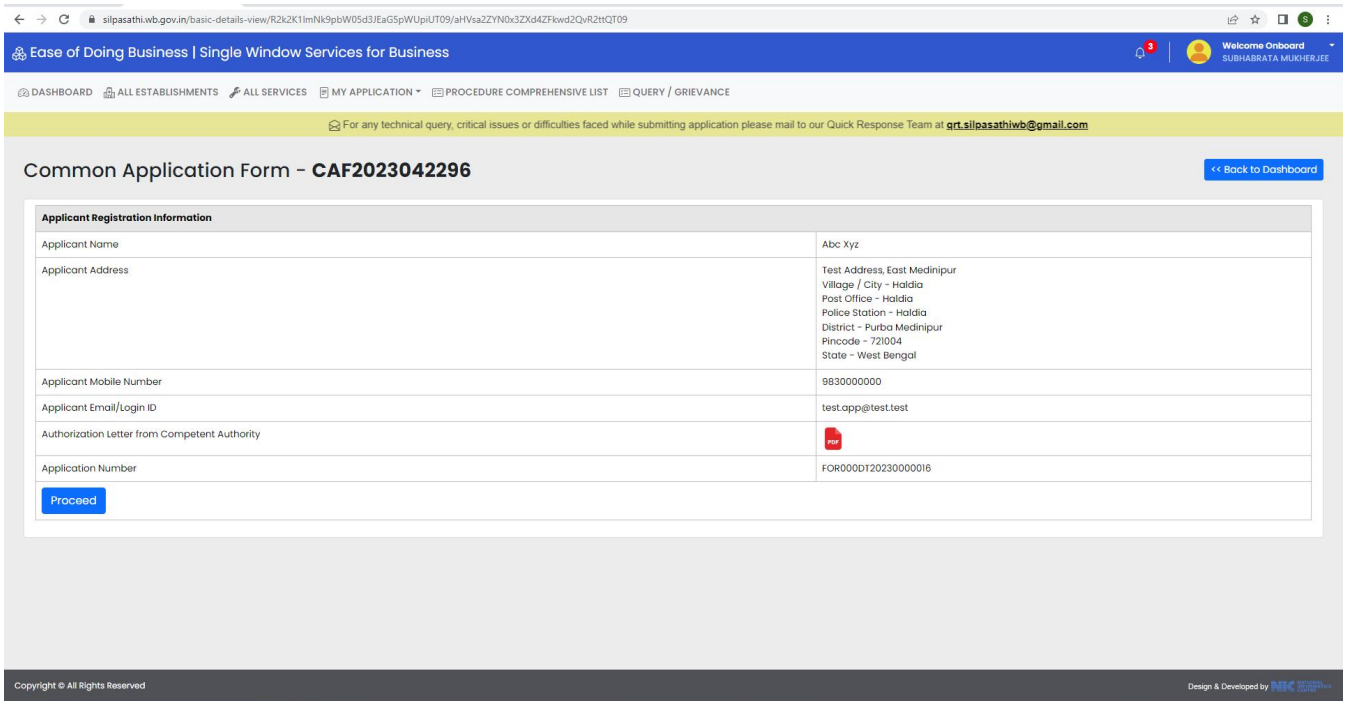 silpasathi.wb.gov.in/basic-details-view/R2k2K1lmNk9pbW05d3JEaG5pWUpiUT09/aHVsa2ZYN0x3ZXd4ZFkwd2QvR2ttQT09
S
Ease of Doing Business | Single Window Services for Business
3
Welcome Onboard
SUBHABRATA MUKHERJEE
DASHBOARD ALL ESTABLISHMENTS ALL SERVICES MY APPLICATION PROCEDURE COMPREHENSIVE LIST QUERY / GRIEVANCE
For any technical query, critical issues or difficulties faced while submitting application please mail to our Quick Response Team at qrt.silpasathiwb@gmail.com
Common Application Form - CAF2023042296
<< Back to Dashboard
Applicant Registration Information
Applicant Name Abc Xyz
Applicant Address Test Address, East Medinipur
Village / City - Haldia
Post Office - Haldia
Police Station - Haldia
District - Purba Medinipur
Pincode - 721004
State - West Bengal
Applicant Mobile Number 9830000000
Applicant Email/Login ID test.app@test.test
Authorization Letter from Competent Authority PDF
Application Number FOR000DT20230000016
Proceed
Copyright © All Rights Reserved
Design & Developed by NIC NATIONAL INFORMATICS CENTRE